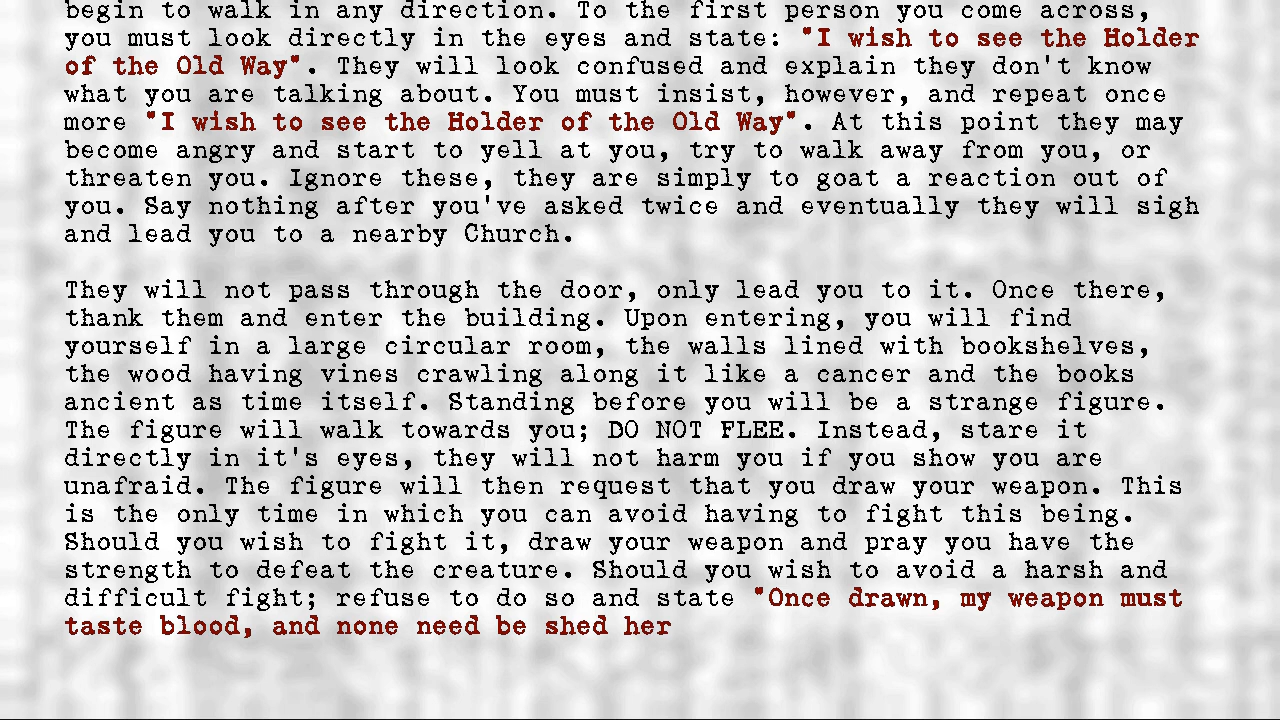 begin to walk in any direction. To the first person you come across,
you must look directly in the eyes and state: "I wish to see the Holder
of the Old Way". They will look confused and explain they don't know
what you are talking about. You must insist, however, and repeat once
more "I wish to see the Holder of the Old Way". At this point they may
become angry and start to yell at you, try to walk away from you, or
threaten you. Ignore these, they are simply to goat a reaction out of
you. Say nothing after you've asked twice and eventually they will sigh
and lead you to a nearby Church.
They will not pass through the door, only lead you to it. Once there,
thank them and enter the building. Upon entering, you will find
yourself in a large circular room, the walls lined with bookshelves,
the wood having vines crawling along it like a cancer and the books
ancient as time itself. Standing before you will be a strange figure.
The figure will walk towards you; DO NOT FLEE. Instead, stare it
directly in it's eyes, they will not harm you if you show you are
unafraid. The figure will then request that you draw your weapon. This
is the only time in which you can avoid having to fight this being.
Should you wish to fight it, draw your weapon and pray you have the
strength to defeat the creature. Should you wish to avoid a harsh and
difficult fight; refuse to do so and state "Once drawn, my weapon must
taste blood, and none need be shed her